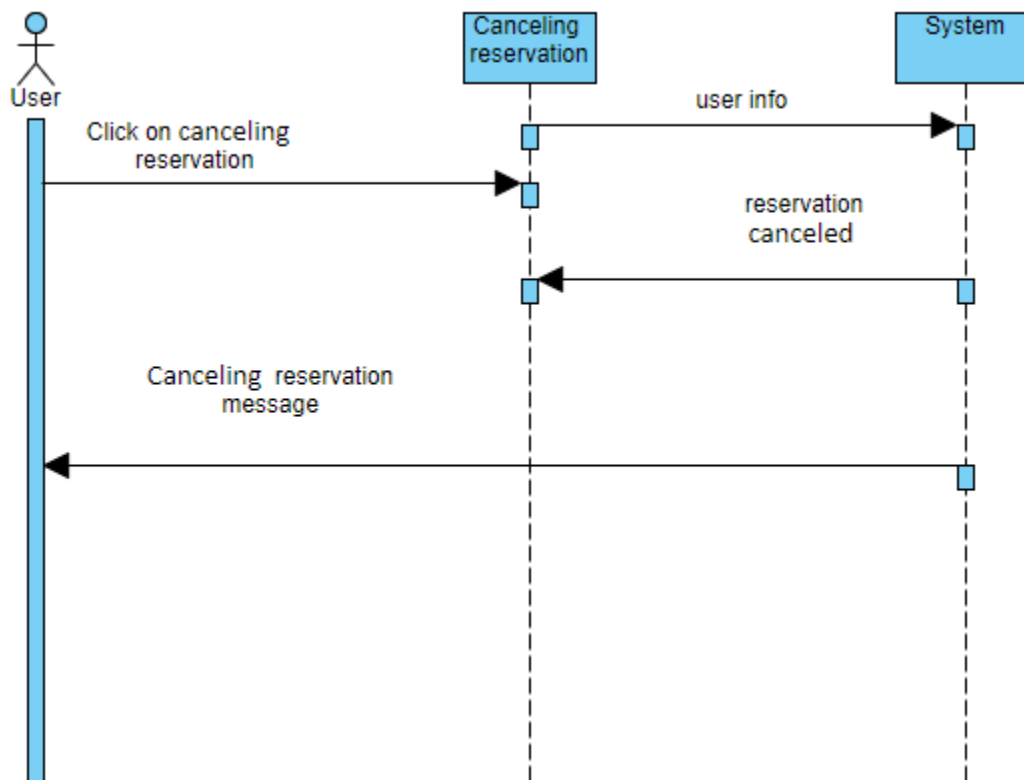 Canceling
reservation
System
User
user info
Click on canceling
reservation
reservation
canceled
Canceling reservation
message